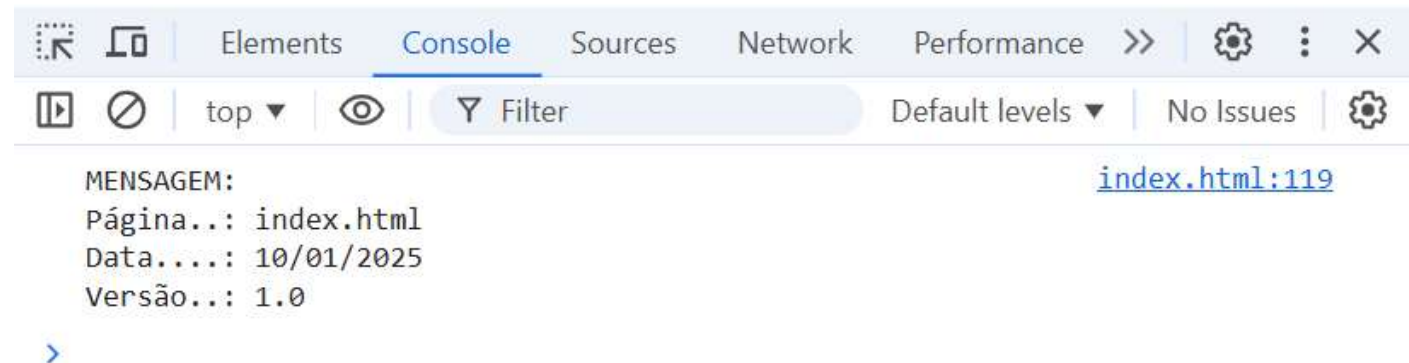 Elements Console Sources Network Performance
top Filter Default levels No Issues
MENSAGEM: index.html:119
Página..: index.html
Data....: 10/01/2025
Versão..: 1.0